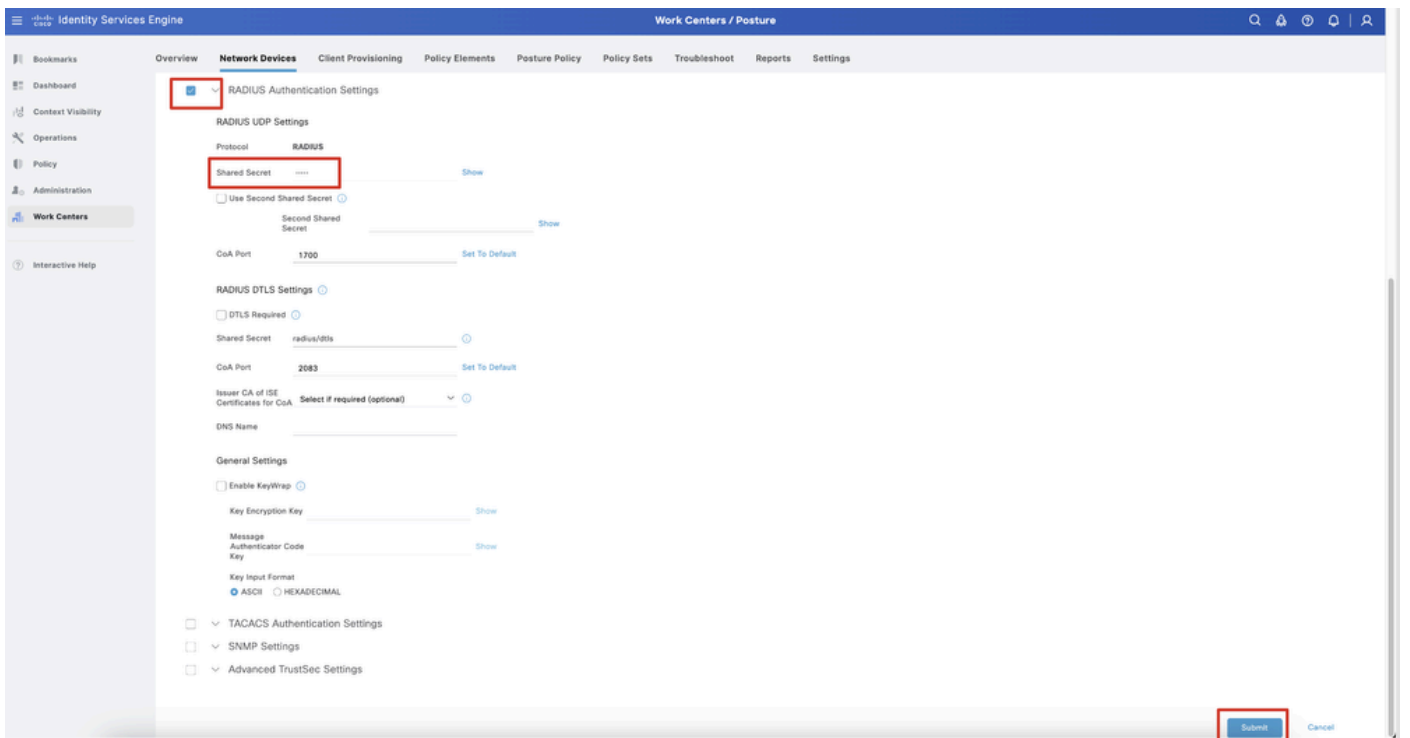 Identity Services Engine
Work Centers / Posture
Bookmarks
Dashboard
Context Visibility
Operations
Policy
Administration
Work Centers
Interactive Help
Overview Network Devices Client Provisioning Policy Elements Posture Policy Policy Sets Troubleshoot Reports Settings
RADIUS Authentication Settings
RADIUS UDP Settings
Protocol RADIUS
Shared Secret ····· Show
Use Second Shared Secret
Second Shared
Secret
Show
CoA Port 1700 Set To Default
RADIUS DTLS Settings
DTLS Required
Shared Secret radius/dtls
CoA Port 2083 Set To Default
Issuer CA of ISE
Certificates for CoA Select if required (optional)
DNS Name
General Settings
Enable KeyWrap
Key Encryption Key Show
Message
Authenticator Code Show
Key
Key Input Format
ASCII HEXADECIMAL
TACACS Authentication Settings
SNMP Settings
Advanced TrustSec Settings
Submit Cancel